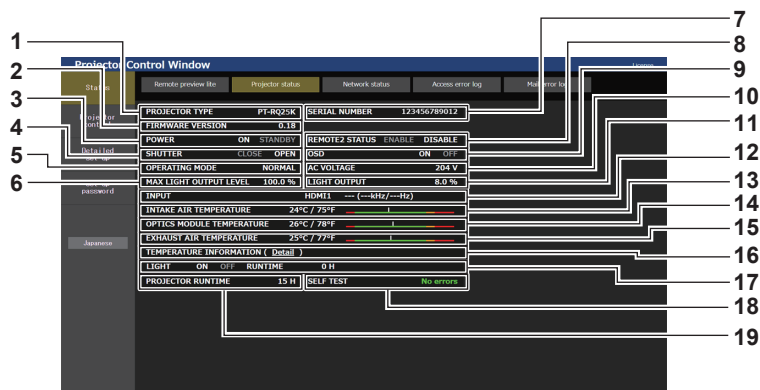 Projector Control Window
License
Status
Remote preview lite
Projector status
Network status
Access error log
Mail error log
Projector control
Detailed set up
Set up password
Japanese
PROJECTOR TYPE PT-RQ25K
SERIAL NUMBER 123456789012
FIRMWARE VERSION 0.18
POWER ON STANDBY
REMOTE2 STATUS ENABLE DISABLE
SHUTTER CLOSE OPEN
OSD ON OFF
OPERATING MODE NORMAL
AC VOLTAGE 204 V
MAX LIGHT OUTPUT LEVEL 100.0 %
LIGHT OUTPUT 8.0 %
INPUT HDMI1 --- (---kHz/---Hz)
INTAKE AIR TEMPERATURE 24°C / 75°F
OPTICS MODULE TEMPERATURE 26°C / 78°F
EXHAUST AIR TEMPERATURE 25°C / 77°F
TEMPERATURE INFORMATION ( Detail )
LIGHT ON OFF RUNTIME 0 H
PROJECTOR RUNTIME 15 H
SELF TEST No errors
1
2
3
4
5
6
7
8
9
10
11
12
13
14
15
16
17
18
19